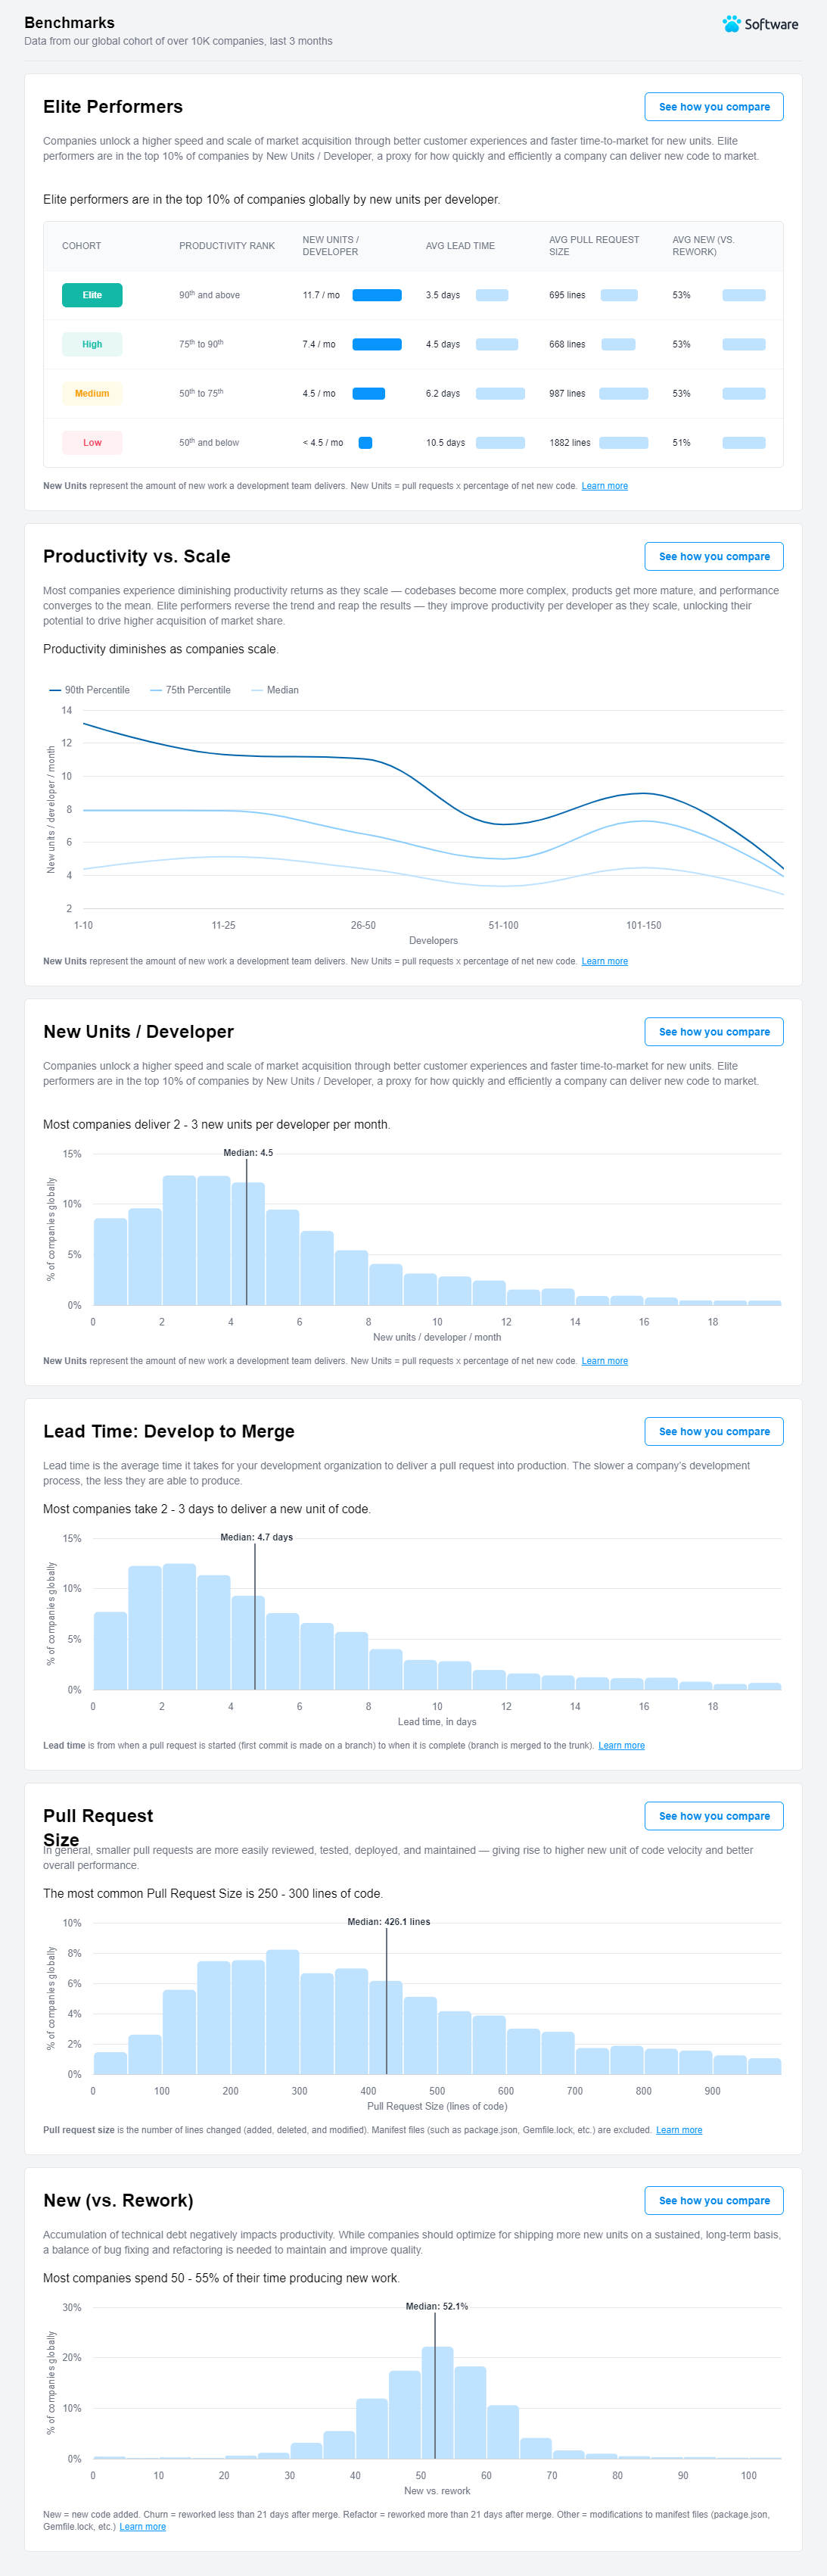 Benchmarks
Data from our global cohort of over 10K companies, last 3 months
Software
Elite Performers
See how you compare
Companies unlock a higher speed and scale of market acquisition through better customer experiences and faster time-to-market for new units. Elite
performers are in the top 10% of companies by New Units / Developer, a proxy for how quickly and efficiently a company can deliver new code to market.
Elite performers are in the top 10% of companies globally by new units per developer.
COHORT PRODUCTIVITY RANK NEW UNITS / DEVELOPER AVG LEAD TIME AVG PULL REQUEST SIZE AVG NEW (VS. REWORK)
Elite 90th and above 11.7 / mo 3.5 days 695 lines 53%
High 75th to 90th 7.4 / mo 4.5 days 668 lines 53%
Medium 50th to 75th 4.5 / mo 6.2 days 987 lines 53%
Low 50th and below < 4.5 / mo 10.5 days 1882 lines 51%
New Units represent the amount of new work a development team delivers. New Units = pull requests x percentage of net new code. Learn more
Productivity vs. Scale
See how you compare
Most companies experience diminishing productivity returns as they scale — codebases become more complex, products get more mature, and performance
converges to the mean. Elite performers reverse the trend and reap the results — they improve productivity per developer as they scale, unlocking their
potential to drive higher acquisition of market share.
Productivity diminishes as companies scale.
90th Percentile 75th Percentile Median
New units / developer / month
14
12
10
8
6
4
2
1-10 11-25 26-50 51-100 101-150
Developers
New Units represent the amount of new work a development team delivers. New Units = pull requests x percentage of net new code. Learn more
New Units / Developer
See how you compare
Companies unlock a higher speed and scale of market acquisition through better customer experiences and faster time-to-market for new units. Elite
performers are in the top 10% of companies by New Units / Developer, a proxy for how quickly and efficiently a company can deliver new code to market.
Most companies deliver 2 - 3 new units per developer per month.
Median: 4.5
% of companies globally
15%
10%
5%
0%
0 2 4 6 8 10 12 14 16 18
New units / developer / month
New Units represent the amount of new work a development team delivers. New Units = pull requests x percentage of net new code. Learn more
Lead Time: Develop to Merge
See how you compare
Lead time is the average time it takes for your development organization to deliver a pull request into production. The slower a company's development
process, the less they are able to produce.
Most companies take 2 - 3 days to deliver a new unit of code.
Median: 4.7 days
% of companies globally
15%
10%
5%
0%
0 2 4 6 8 10 12 14 16 18
Lead time, in days
Lead time is from when a pull request is started (first commit is made on a branch) to when it is complete (branch is merged to the trunk). Learn more
Pull Request
Size
See how you compare
In general, smaller pull requests are more easily reviewed, tested, deployed, and maintained — giving rise to higher new unit of code velocity and better
overall performance.
The most common Pull Request Size is 250 - 300 lines of code.
Median: 426.1 lines
% of companies globally
10%
8%
6%
4%
2%
0%
0 100 200 300 400 500 600 700 800 900
Pull Request Size (lines of code)
Pull request size is the number of lines changed (added, deleted, and modified). Manifest files (such as package.json, Gemfile.lock, etc.) are excluded. Learn more
New (vs. Rework)
See how you compare
Accumulation of technical debt negatively impacts productivity. While companies should optimize for shipping more new units on a sustained, long-term basis,
a balance of bug fixing and refactoring is needed to maintain and improve quality.
Most companies spend 50 - 55% of their time producing new work.
Median: 52.1%
% of companies globally
30%
20%
10%
0%
0 10 20 30 40 50 60 70 80 90 100
New vs. rework
New = new code added. Churn = reworked less than 21 days after merge. Refactor = reworked more than 21 days after merge. Other = modifications to manifest files (package.json,
Gemfile.lock, etc.) Learn more